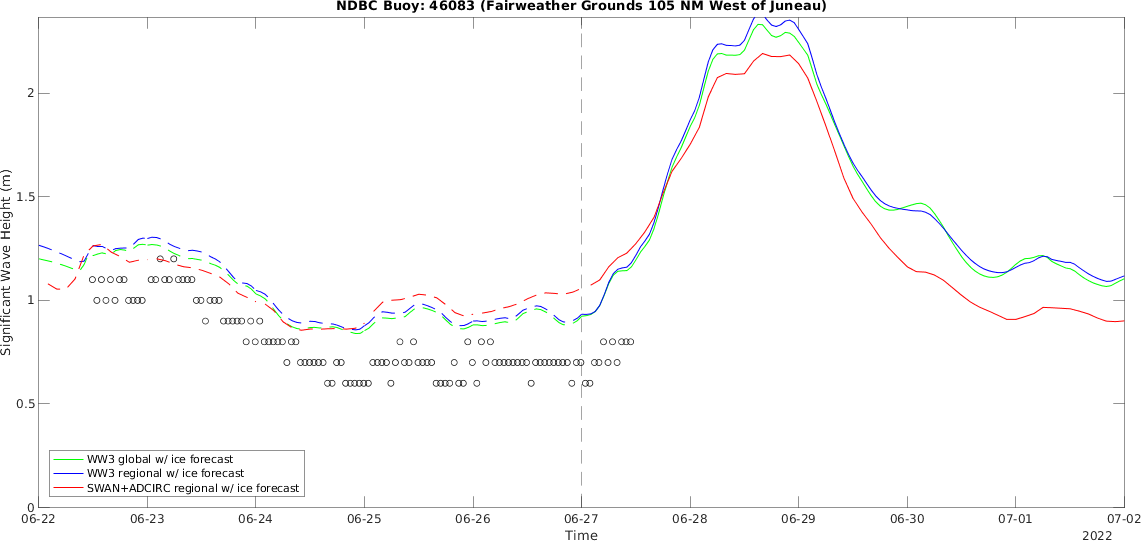 NDBC Buoy: 46083 (Fairweather Grounds 105 NM West of Juneau)
Significant Wave Height (m)
2
1.5
1
0.5
0
WW3 global w/ ice forecast
WW3 regional w/ ice forecast
SWAN+ADCIRC regional w/ ice forecast
06-22 06-23 06-24 06-25 06-26 06-27 06-28 06-29 06-30 07-01 07-02
Time
2022